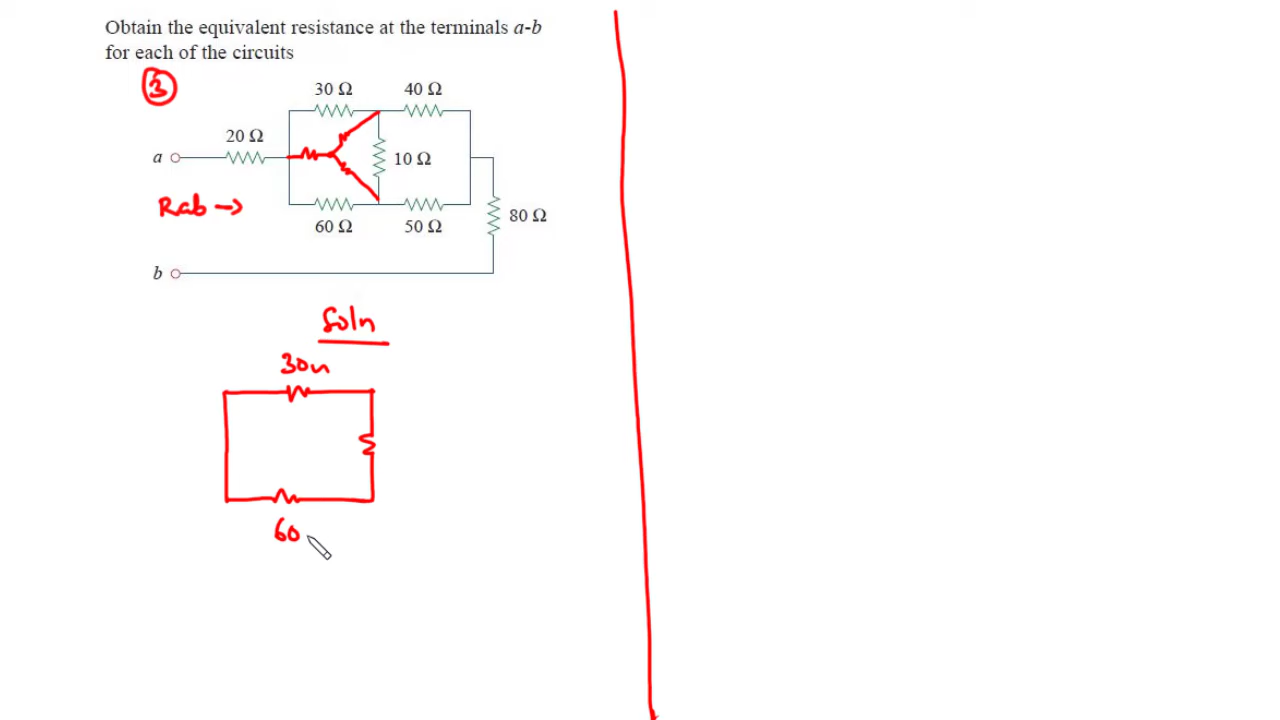 Obtain the equivalent resistance at the terminals a-b
for each of the circuits
3
30 Ω 40 Ω
20 Ω
a 10 Ω
Rab →
60 Ω 50 Ω 80 Ω
b
Soln
30Ω
60